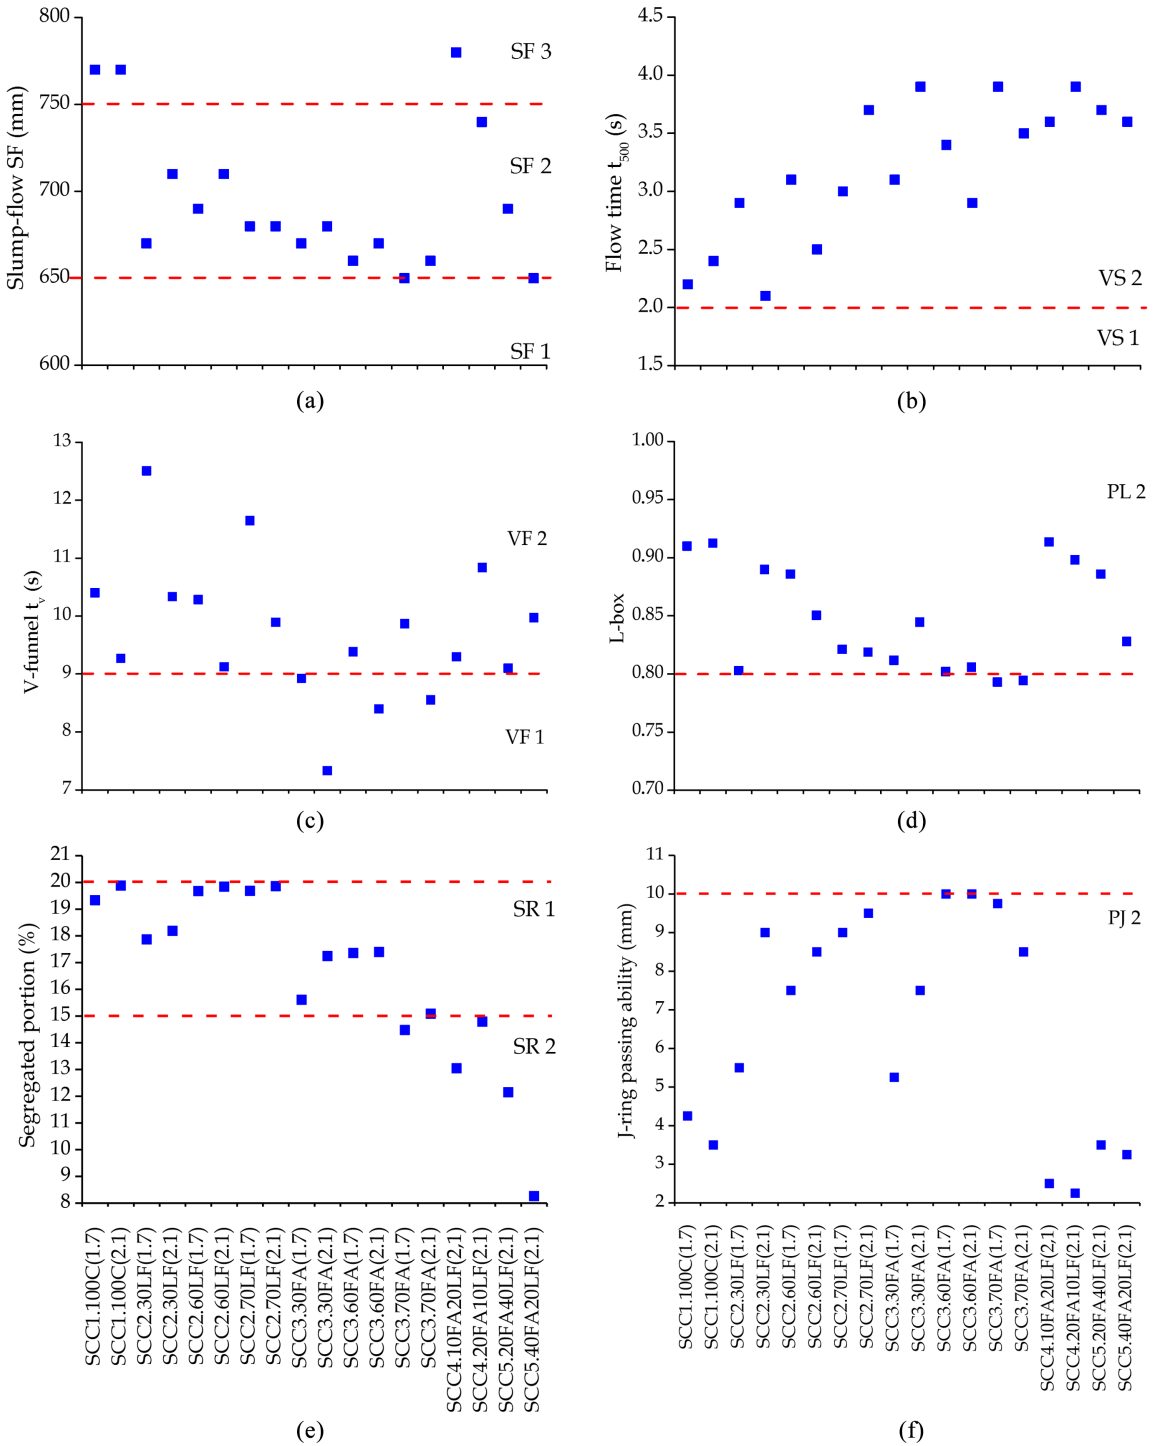 800
750
700
650
600
Slump-flow SF (mm)
SF 3
SF 2
SF 1
(a)
4.5
4.0
3.5
3.0
2.5
2.0
1.5
Flow time t500 (s)
VS 2
VS 1
(b)
13
12
11
10
9
8
7
V-funnel tv (s)
VF 2
VF 1
(c)
1.00
0.95
0.90
0.85
0.80
0.75
0.70
L-box
PL 2
(d)
21
20
19
18
17
16
15
14
13
12
11
10
9
8
Segregated portion (%)
SR 1
SR 2
SCC1.100C(1.7)
SCC1.100C(2.1)
SCC2.30LF(1.7)
SCC2.30LF(2.1)
SCC2.60LF(1.7)
SCC2.60LF(2.1)
SCC2.70LF(1.7)
SCC2.70LF(2.1)
SCC3.30FA(1.7)
SCC3.30FA(2.1)
SCC3.60FA(1.7)
SCC3.60FA(2.1)
SCC3.70FA(1.7)
SCC3.70FA(2.1)
SCC4.10FA20LF(2,1)
SCC4.20FA10LF(2.1)
SCC5.20FA40LF(2.1)
SCC5.40FA20LF(2.1)
(e)
11
10
9
8
7
6
5
4
3
2
J-ring passing ability (mm)
PJ 2
SCC1.100C(1.7)
SCC1.100C(2.1)
SCC2.30LF(1.7)
SCC2.30LF(2.1)
SCC2.60LF(1.7)
SCC2.60LF(2.1)
SCC2.70LF(1.7)
SCC2.70LF(2.1)
SCC3.30FA(1.7)
SCC3.30FA(2.1)
SCC3.60FA(1.7)
SCC3.60FA(2.1)
SCC3.70FA(1.7)
SCC3.70FA(2.1)
SCC4.10FA20LF(2,1)
SCC4.20FA10LF(2.1)
SCC5.20FA40LF(2.1)
SCC5.40FA20LF(2.1)
(f)